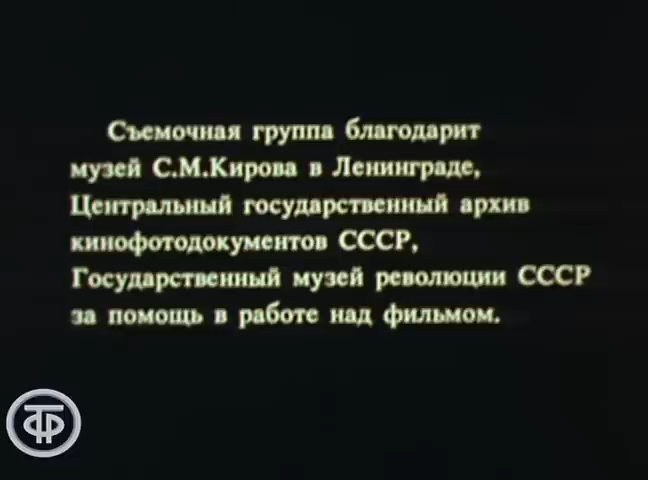 Съемочная группа благодарит
музей С.М.Кирова в Ленинграде,
Центральный государственный архив
кинофотодокументов СССР,
Государственный музей революции СССР
за помощь в работе над фильмом.